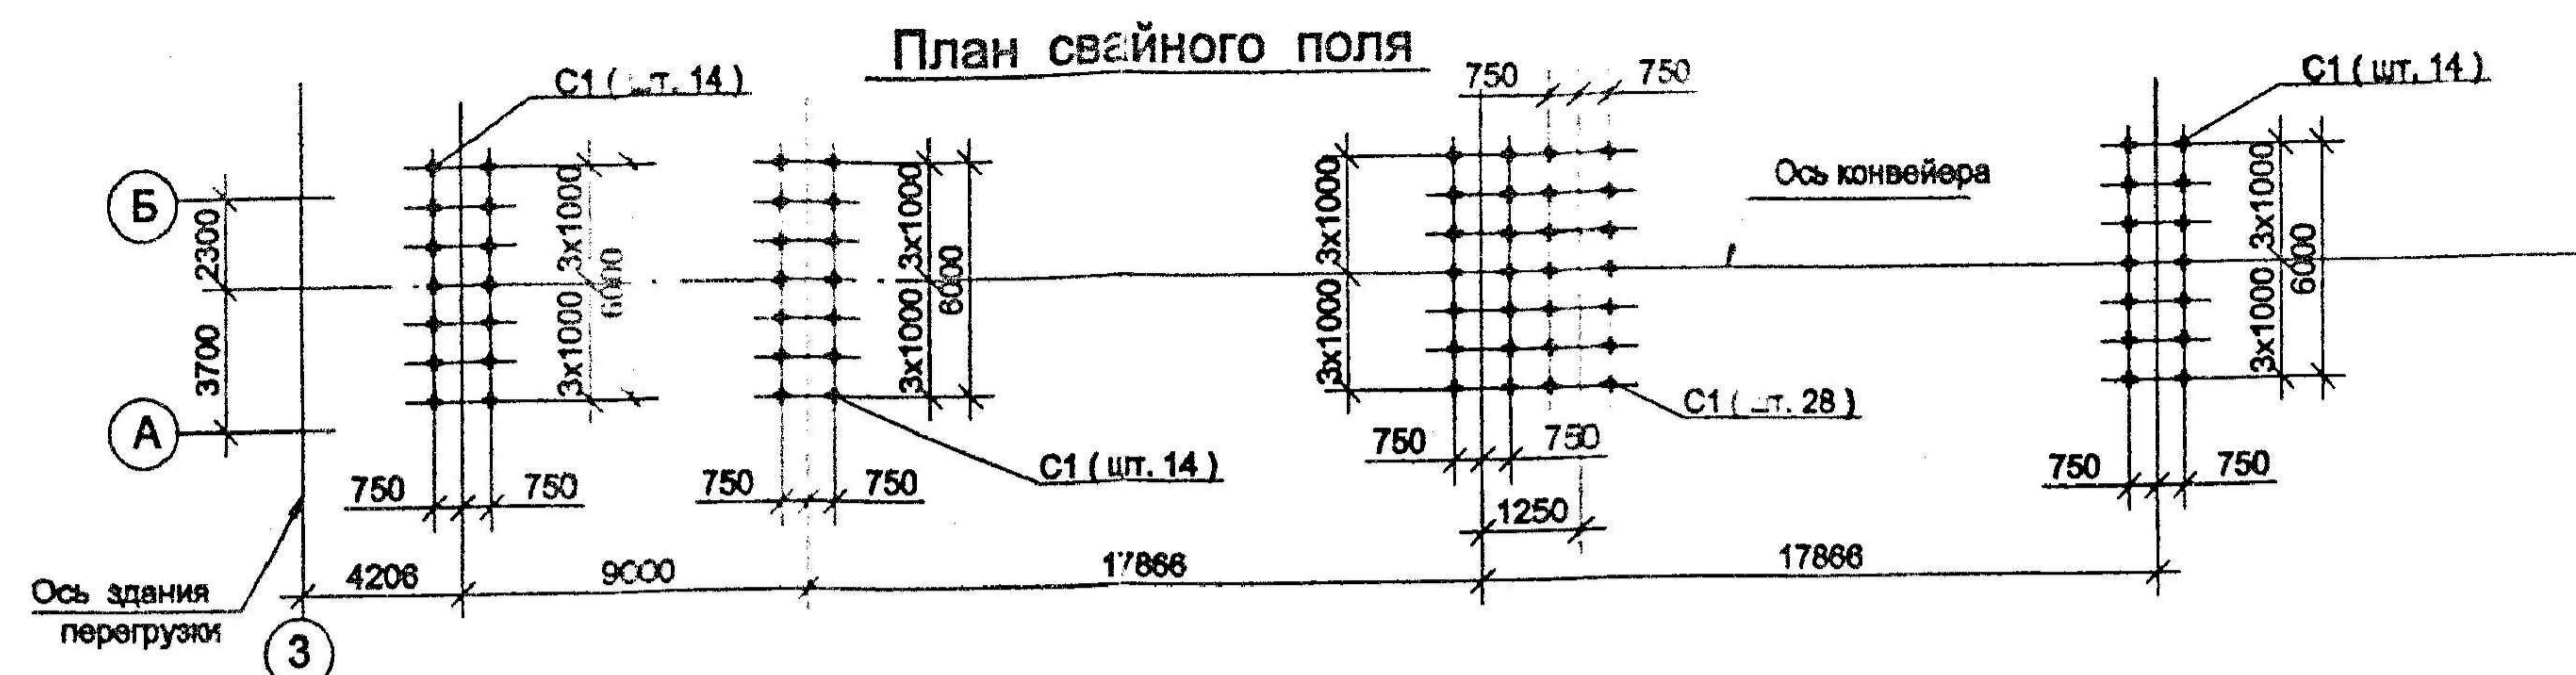 План свайного поля
С1 ( шт. 14 )
750
750
С1 ( шт. 14 )
Б
2300
3700
А
3х1000
3х1000
6000
3х1000
3х1000
6000
3х1000
3х1000
Ось конвейера
3х1000
3х1000
6000
С1 ( шт. 14 )
С1 ( шт. 28 )
750
750
750
750
750
750
750
750
1250
4206
9000
17866
17866
Ось здания
перегрузки
3